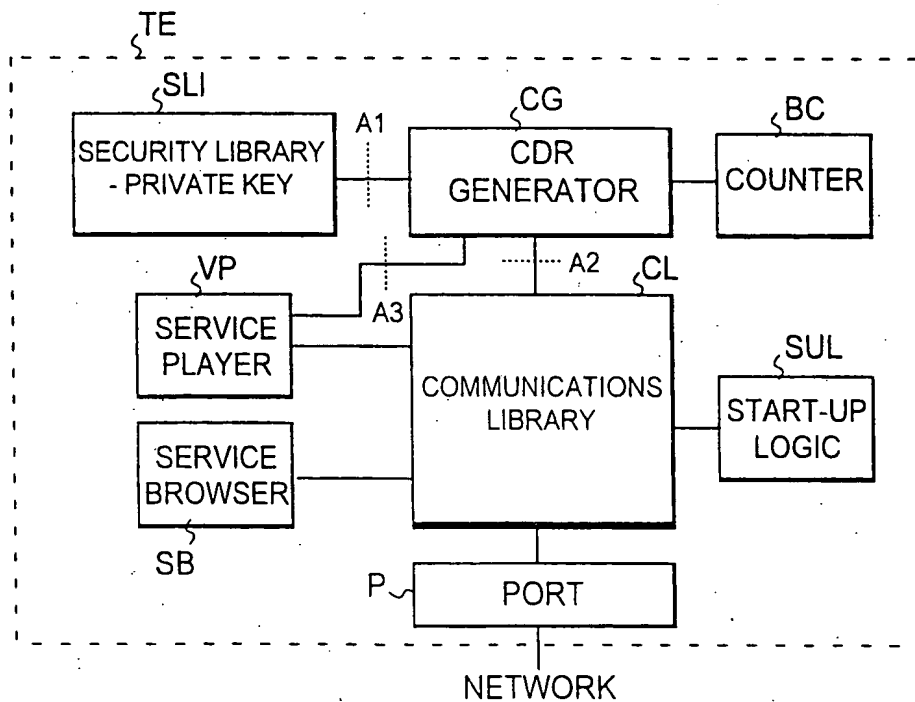 TE
SLI
CG
BC
A1
SECURITY LIBRARY
- PRIVATE KEY
CDR
GENERATOR
COUNTER
VP
A3
A2
CL
SERVICE
PLAYER
SUL
COMMUNICATIONS
LIBRARY
START-UP
LOGIC
SERVICE
BROWSER
SB
P
PORT
NETWORK